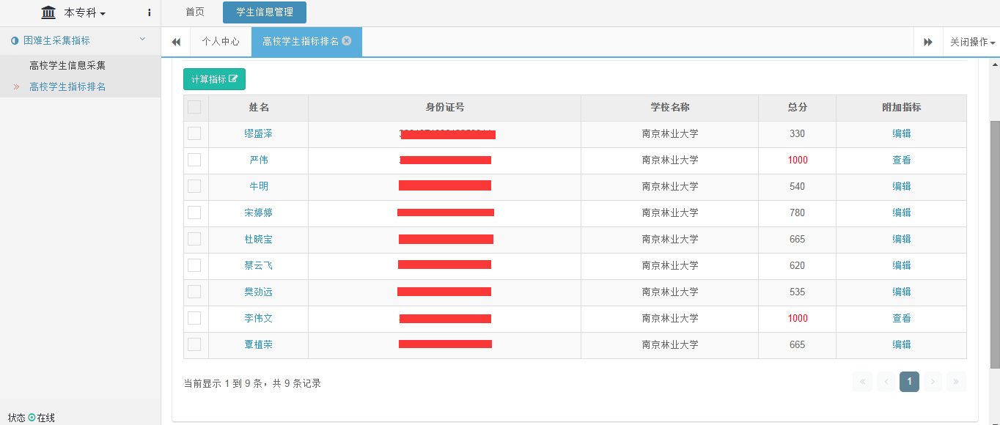 本专科
首页 学生信息管理
困难生采集指标
高校学生信息采集
高校学生指标排名
个人中心 高校学生指标排名 关闭操作
计算指标
姓名 身份证号 学校名称 总分 附加指标
缪盛泽 南京林业大学 330 编辑
严伟 南京林业大学 1000 查看
牛明 南京林业大学 540 编辑
宋婷婷 南京林业大学 780 编辑
杜晓宝 南京林业大学 665 编辑
蔡云飞 南京林业大学 620 编辑
樊劲远 南京林业大学 535 编辑
李伟文 南京林业大学 1000 查看
覃植荣 南京林业大学 665 编辑
当前显示 1 到 9 条，共 9 条记录 « ‹ 1 › »
状态 在线